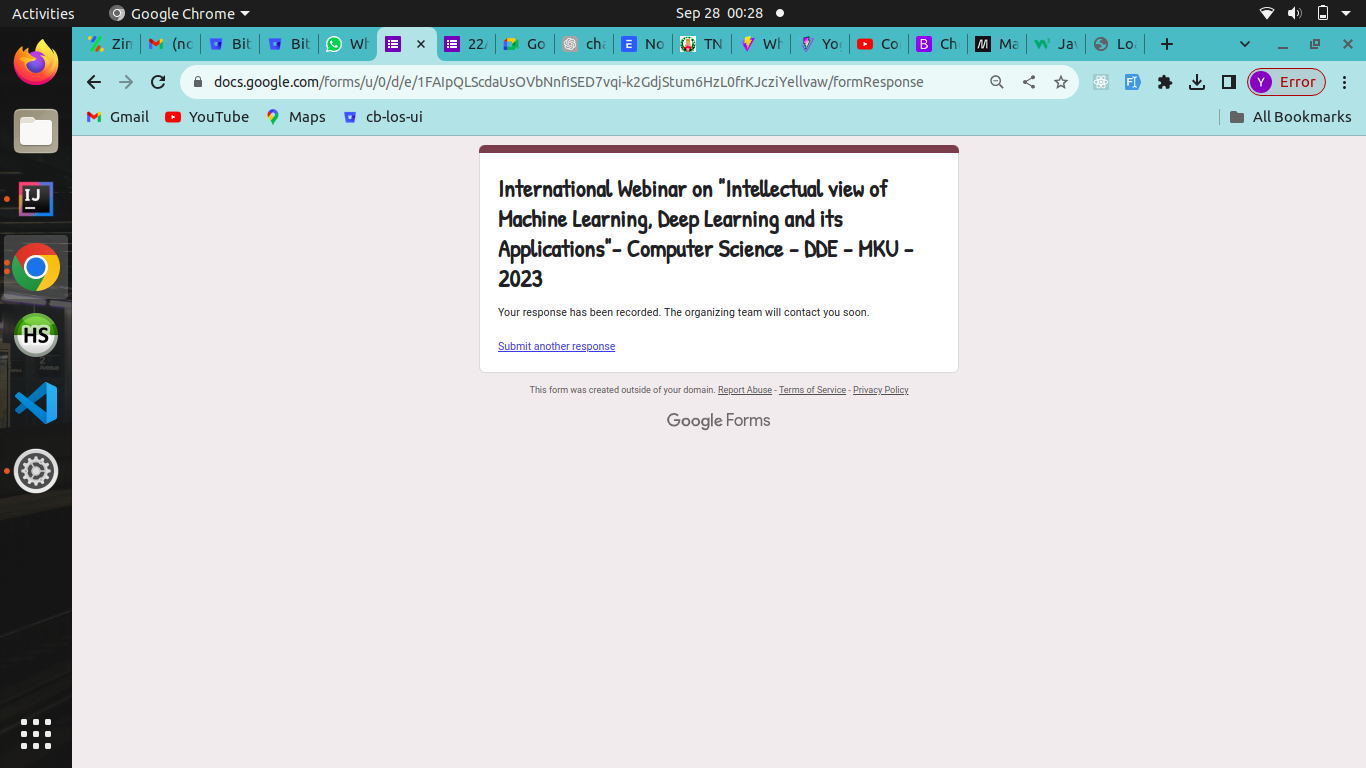 Activities
Google Chrome
Sep 28 00:28
Zin
(no
Bit
Bit
Wh
22/
Go
cha
No
TN
Wh
Yo
Co
Ch
Ma
Jav
Lo
docs.google.com/forms/u/0/d/e/1FAIpQLScdaUsOVbNnfISED7vqi-k2GdjStum6HzL0frKJcziYellvaw/formResponse
Y Error
Gmail
YouTube
Maps
cb-los-ui
All Bookmarks
International Webinar on "Intellectual view of
Machine Learning, Deep Learning and its
Applications"- Computer Science - DDE - MKU -
2023
Your response has been recorded. The organizing team will contact you soon.
Submit another response
This form was created outside of your domain. Report Abuse - Terms of Service - Privacy Policy
Google Forms
IJ
HS